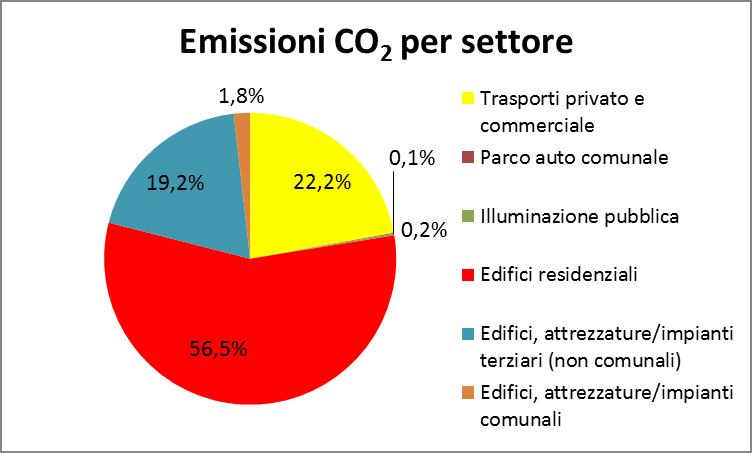 Emissioni CO₂ per settore
1,8%
22,2%
0,1%
0,2%
19,2%
56,5%
Trasporti privato e
commerciale
Parco auto comunale
Illuminazione pubblica
Edifici residenziali
Edifici, attrezzature/impianti
terziari (non comunali)
Edifici, attrezzature/impianti
comunali